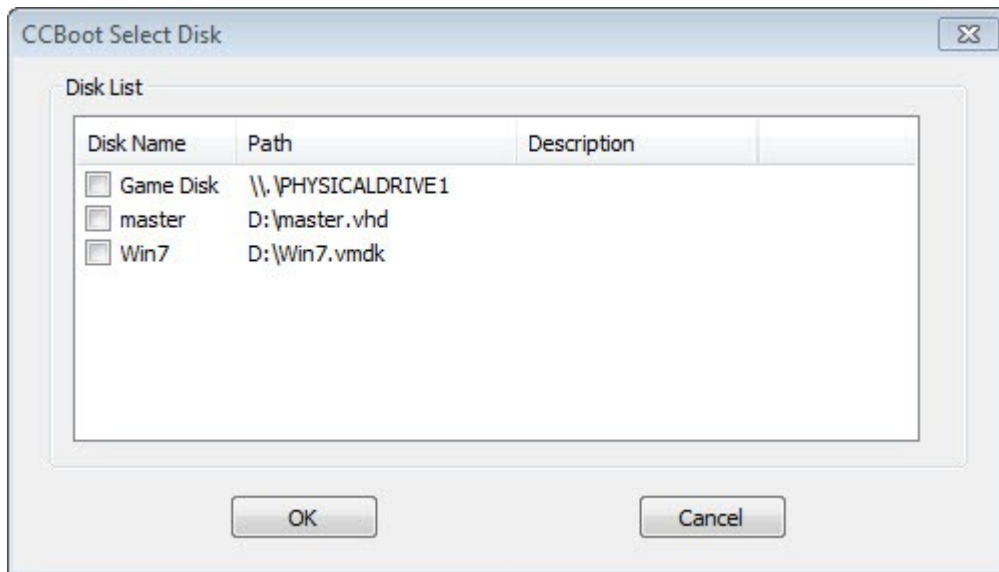 CCBoot Select Disk
Disk List
Disk Name Path Description
Game Disk \\.\PHYSICALDRIVE1
master D:\master.vhd
Win7 D:\Win7.vmdk
OK Cancel